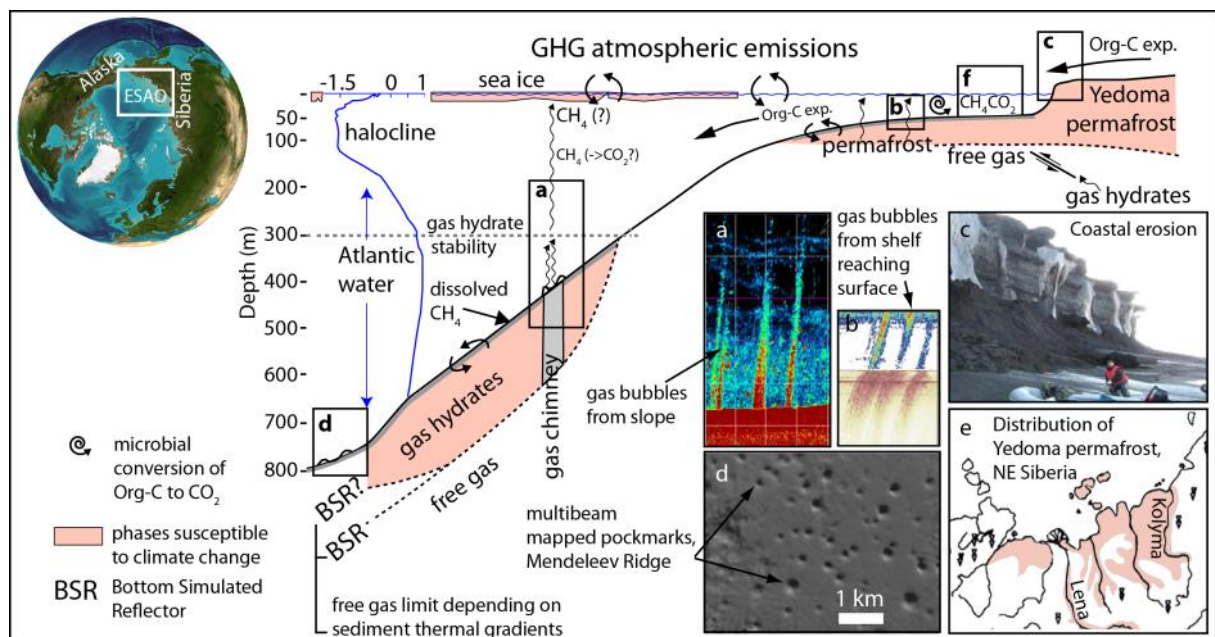 Alaska
ESAO
Siberia
-1.5 0 1
50
100
200
300
400
500
600
700
800
Depth (m)
halocline
Atlantic
water
GHG atmospheric emissions
sea ice
CH4 (?)
CH4 (->CO2?)
a
gas hydrate
stability
dissolved
CH4
gas hydrates
gas chimney
free gas
BSR?
BSR
d
Org-C exp.
b
f
CH4CO2
c
Org-C exp.
Yedoma
permafrost
permafrost
free gas
gas hydrates
microbial
conversion of
Org-C to CO2
phases susceptible
to climate change
BSR Bottom Simulated
Reflector
free gas limit depending on
sediment thermal gradients
a
gas bubbles
from slope
gas bubbles
from shelf
reaching
surface
b
c Coastal erosion
d
multibeam
mapped pockmarks,
Mendeleev Ridge
1 km
e Distribution of
Yedoma permafrost,
NE Siberia
Kolyma
Lena